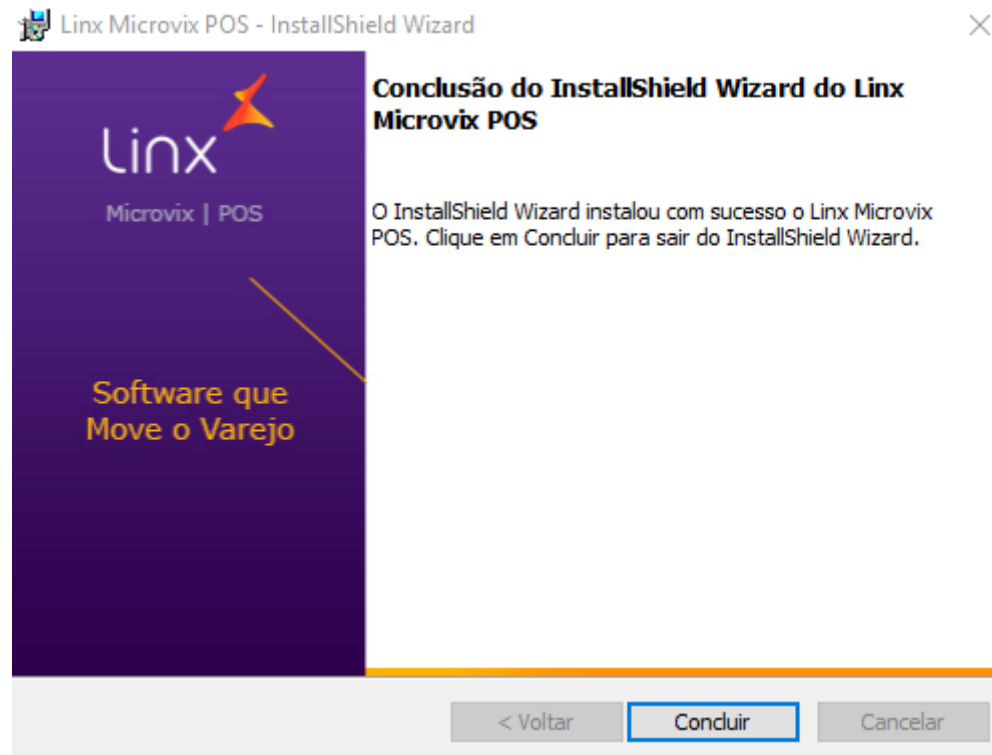 Linx Microvix POS - InstallShield Wizard
Linx
Microvix | POS
Software que
Move o Varejo
Conclusão do InstallShield Wizard do Linx
Microvix POS
O InstallShield Wizard instalou com sucesso o Linx Microvix
POS. Clique em Concluir para sair do InstallShield Wizard.
< Voltar
Concluir
Cancelar